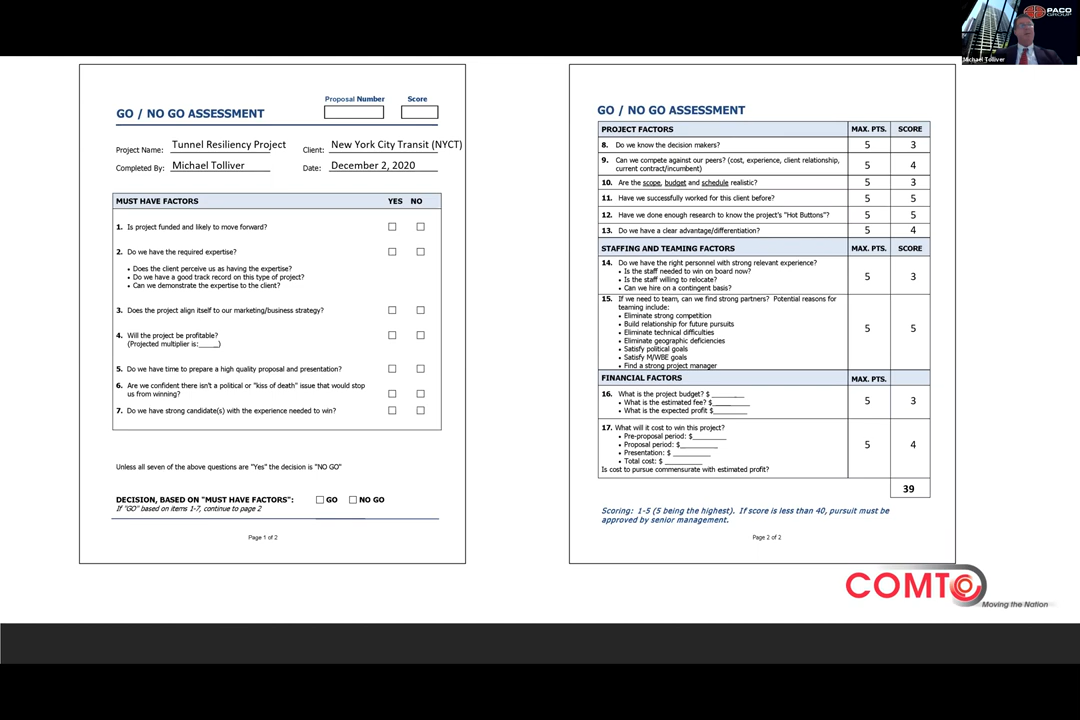 PACO
GROUP
Michael Tolliver
Proposal Number Score
GO / NO GO ASSESSMENT
Project Name: Tunnel Resiliency Project Client: New York City Transit (NYCT)
Completed By: Michael Tolliver Date: December 2, 2020
MUST HAVE FACTORS YES NO
1. Is project funded and likely to move forward?
2. Do we have the required expertise?
• Does the client perceive us as having the expertise?
• Do we have a good track record on this type of project?
• Can we demonstrate the expertise to the client?
3. Does the project align itself to our marketing/business strategy?
4. Will the project be profitable?
(Projected multiplier is:_____)
5. Do we have time to prepare a high quality proposal and presentation?
6. Are we confident there isn't a political or "kiss of death" issue that would stop
us from winning?
7. Do we have strong candidate(s) with the experience needed to win?
Unless all seven of the above questions are "Yes" the decision is "NO GO"
DECISION, BASED ON "MUST HAVE FACTORS": GO NO GO
If "GO" based on items 1-7, continue to page 2
Page 1 of 2
GO / NO GO ASSESSMENT
PROJECT FACTORS MAX. PTS. SCORE
8. Do we know the decision makers? 5 3
9. Can we compete against our peers? (cost, experience, client relationship,
current contract/incumbent) 5 4
10. Are the scope, budget and schedule realistic? 5 3
11. Have we successfully worked for this client before? 5 5
12. Have we done enough research to know the project's "Hot Buttons"? 5 5
13. Do we have a clear advantage/differentiation? 5 4
STAFFING AND TEAMING FACTORS MAX. PTS. SCORE
14. Do we have the right personnel with strong relevant experience?
• Is the staff needed to win on board now?
• Is the staff willing to relocate? 5 3
• Can we hire on a contingent basis?
15. If we need to team, can we find strong partners? Potential reasons for
teaming include:
• Eliminate strong competition
• Build relationship for future pursuits
• Eliminate technical difficulties 5 5
• Eliminate geographic deficiencies
• Satisfy political goals
• Satisfy M/WBE goals
• Find a strong project manager
FINANCIAL FACTORS MAX. PTS.
16. What is the project budget? $ ________
• What is the estimated fee? $_________ 5 3
• What is the expected profit $________
17. What will it cost to win this project?
• Pre-proposal period: $________
• Proposal period: $_________ 5 4
• Presentation: $ _________
• Total cost: $ _________
Is cost to pursue commensurate with estimated profit?
39
Scoring: 1-5 (5 being the highest). If score is less than 40, pursuit must be
approved by senior management.
Page 2 of 2
COMTO
Moving the Nation